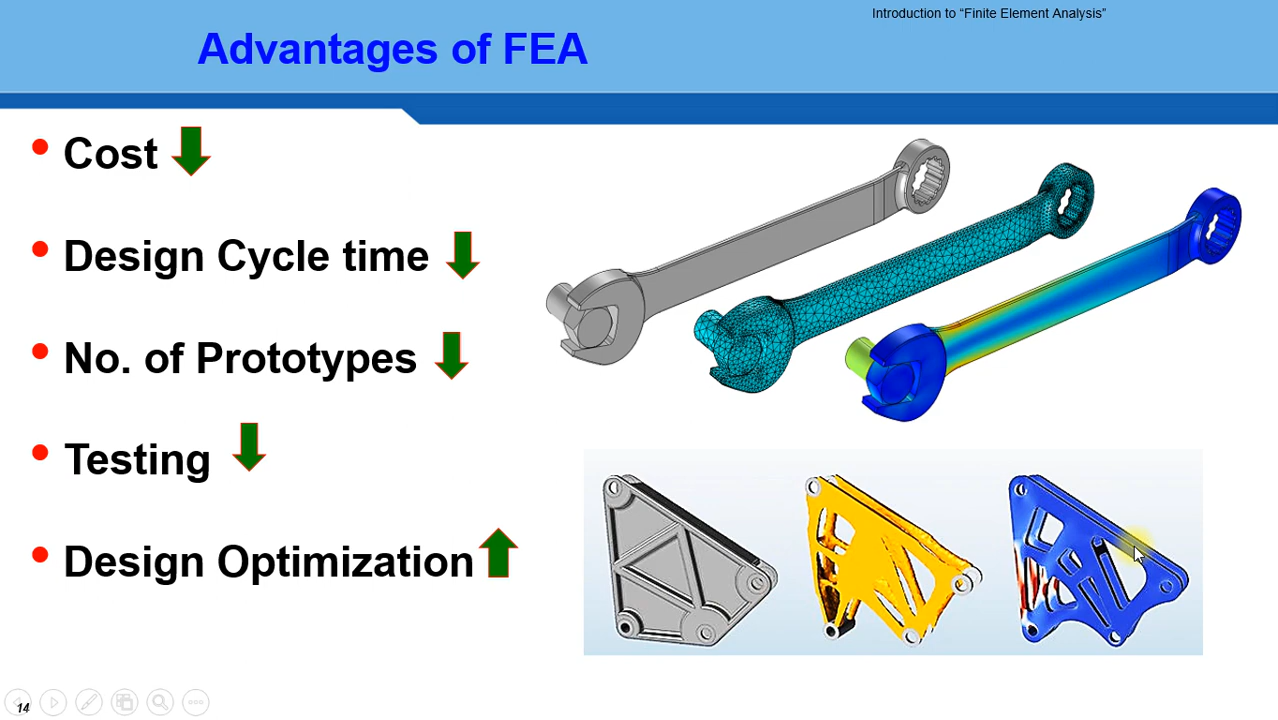 Introduction to “Finite Element Analysis”
Advantages of FEA
• Cost
• Design Cycle time
• No. of Prototypes
• Testing
• Design Optimization
14